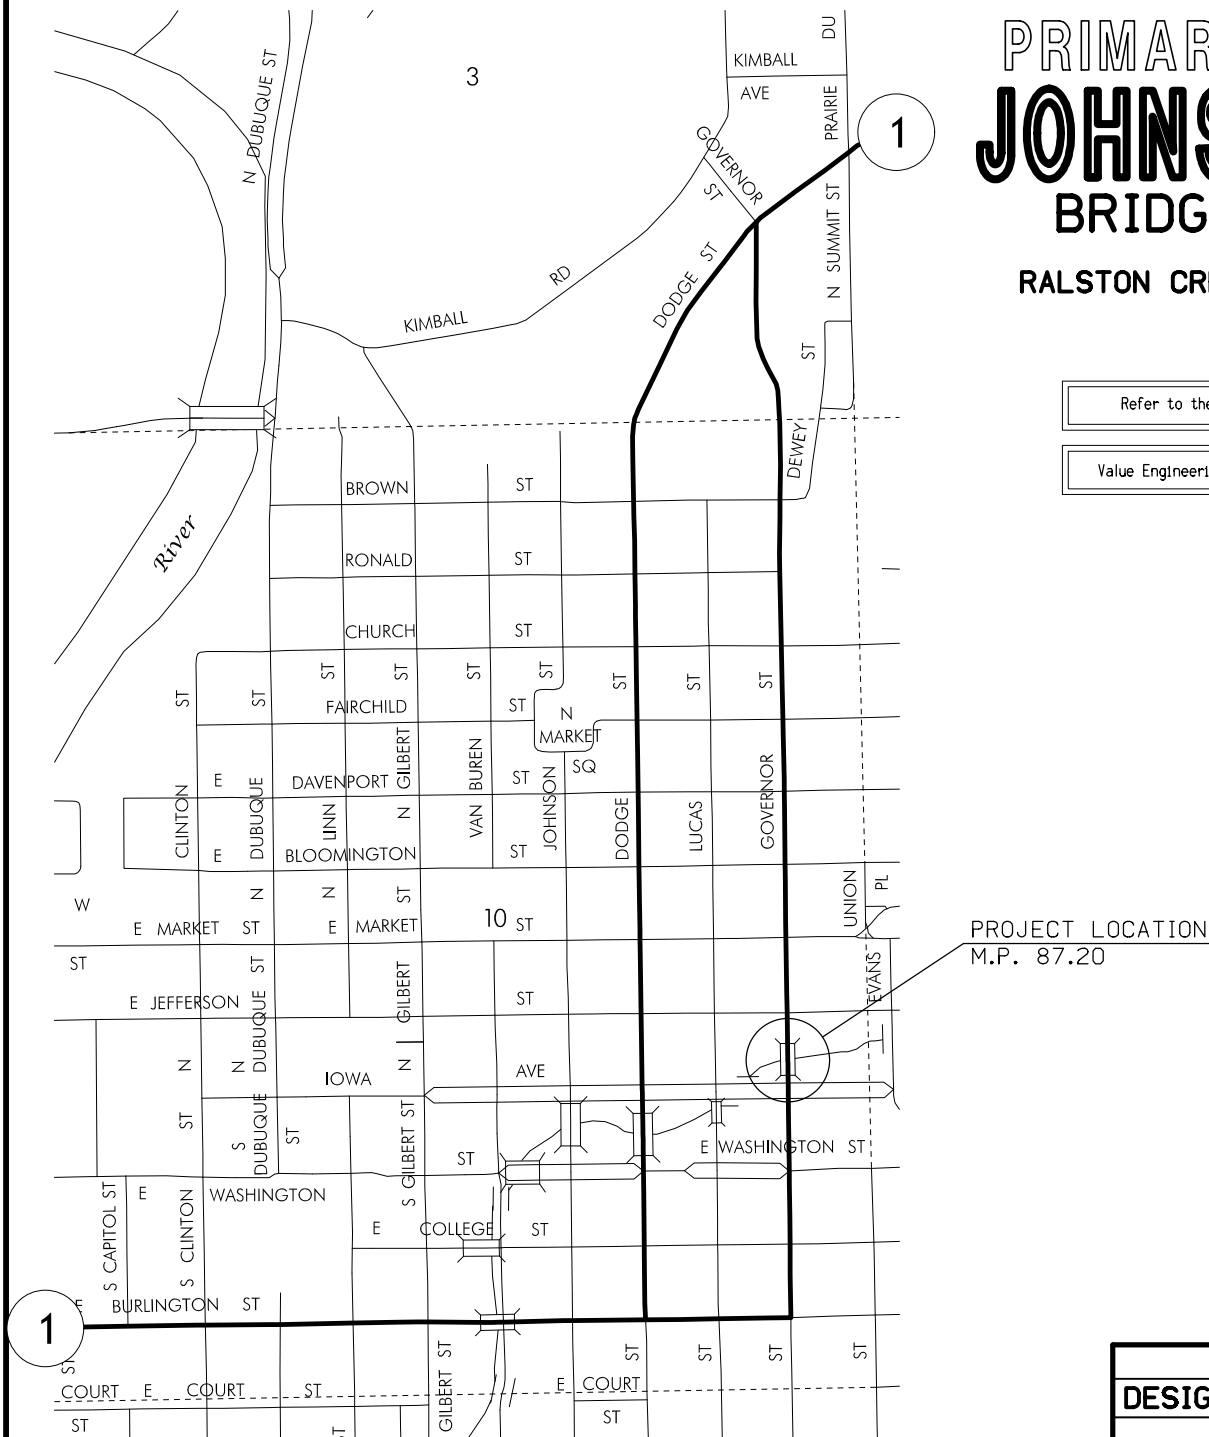 PRIMAR
JOHNS
BRIDG
RALSTON CR
Refer to the
Value Engineeri
PROJECT LOCATION
M.P. 87.20
DESIG
3
1
DU
KIMBALL
AVE
PRAIRIE
N DUBUQUE ST
GOVERNOR
ST
N SUMMIT ST
DODGE ST
KIMBALL RD
ST
DEWEY
River
BROWN ST
RONALD ST
CHURCH ST
ST
ST
ST
ST
ST
ST
ST
ST
ST
FAIRCHILD ST
N
MARKET
SQ
E DAVENPORT ST
CLINTON
DUBUQUE
LINN
N GILBERT
VAN BUREN
JOHNSON
DODGE
LUCAS
GOVERNOR
E BLOOMINGTON ST
N
N
ST
UNION
PL
W
E MARKET ST
E MARKET
10 ST
ST
ST
EVANS
E JEFFERSON
ST
GILBERT
DUBUQUE
N
N
N
IOWA AVE
ST
S
DUBUQUE
ST
S GILBERT ST
E WASHINGTON ST
ST
S CAPITOL ST
E
WASHINGTON
S CLINTON
E COLLEGE ST
E BURLINGTON ST
1
ST
GILBERT ST
ST
ST
ST
ST
COURT E COURT ST
E COURT
ST
ST